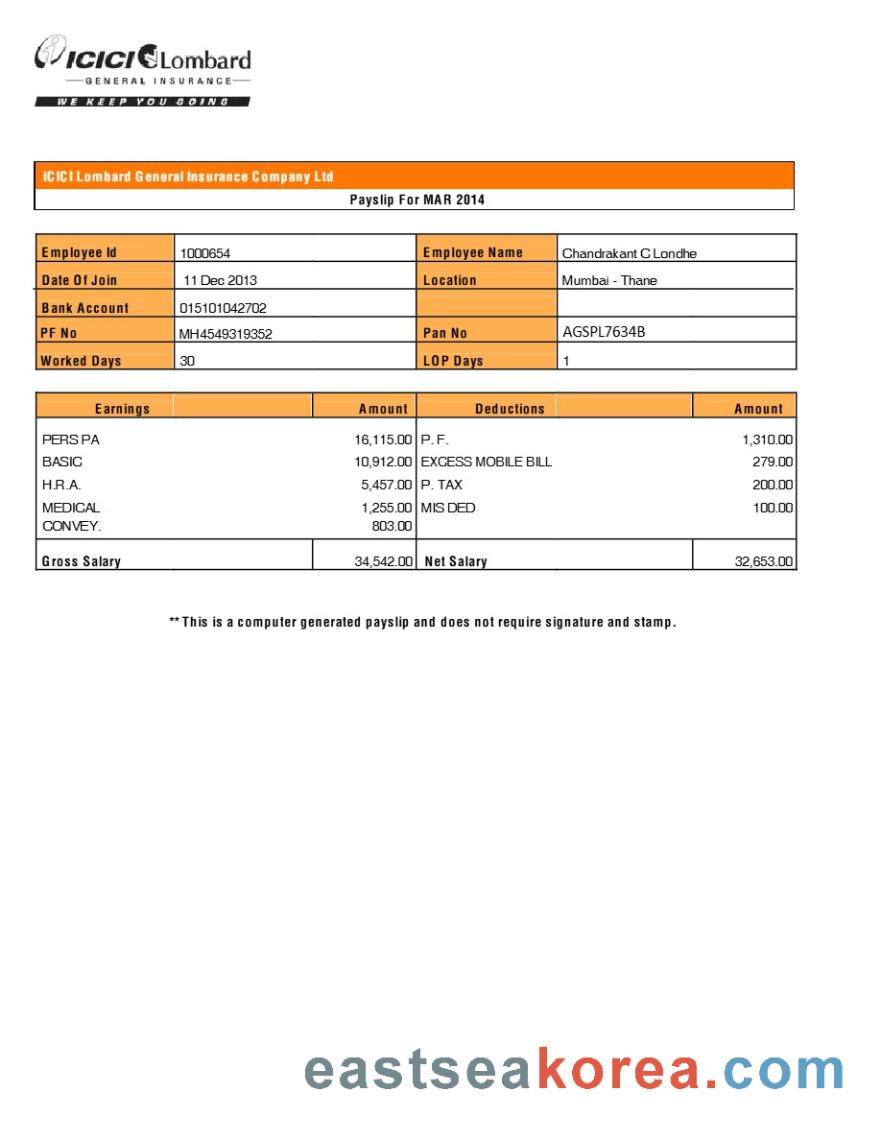 ICICI Lombard
GENERAL INSURANCE
WE KEEP YOU GOING
ICICI Lombard General Insurance Company Ltd
Payslip For MAR 2014
Employee Id 1000654 Employee Name Chandrakant C Londhe
Date Of Join 11 Dec 2013 Location Mumbai - Thane
Bank Account 015101042702
PF No MH4549319352 Pan No AGSPL7634B
Worked Days 30 LOP Days 1
Earnings Amount Deductions Amount
PERS PA 16,115.00 P. F. 1,310.00
BASIC 10,912.00 EXCESS MOBILE BILL 279.00
H.R.A. 5,457.00 P. TAX 200.00
MEDICAL 1,255.00 MIS DED 100.00
CONVEY. 803.00
Gross Salary 34,542.00 Net Salary 32,653.00
** This is a computer generated payslip and does not require signature and stamp.
eastseakorea.com